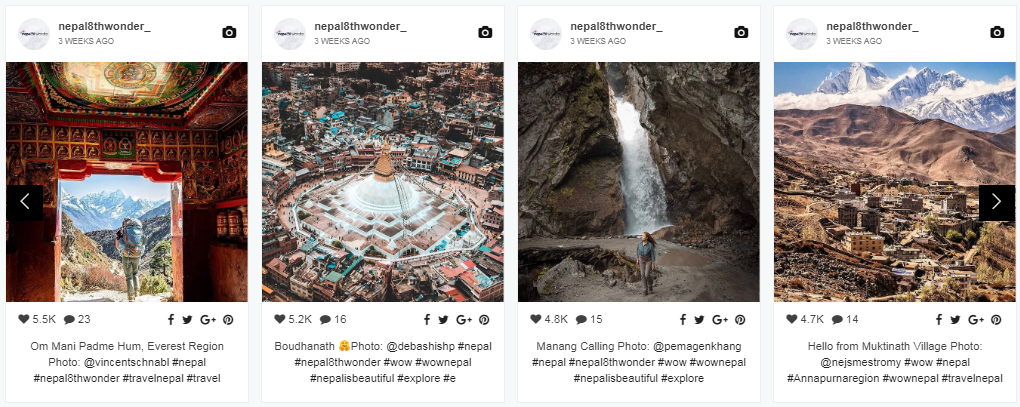 nepal8thwonder_
3 WEEKS AGO
5.5K 23
Om Mani Padme Hum, Everest Region
Photo: @vincentschnabl #nepal
#nepal8thwonder #travelnepal #travel
nepal8thwonder_
3 WEEKS AGO
5.2K 16
Boudhanath 🤗Photo: @debashishp #nepal
#nepal8thwonder #wow #wownepal
#nepalisbeautiful #explore #e
nepal8thwonder_
3 WEEKS AGO
4.8K 15
Manang Calling Photo: @pemagenkhang
#nepal #nepal8thwonder #wow #wownepal
#nepalisbeautiful #explore
nepal8thwonder_
3 WEEKS AGO
4.7K 14
Hello from Muktinath Village Photo:
@nejsmestromy #wow #nepal
#Annapurnaregion #wownepal #travelnepal